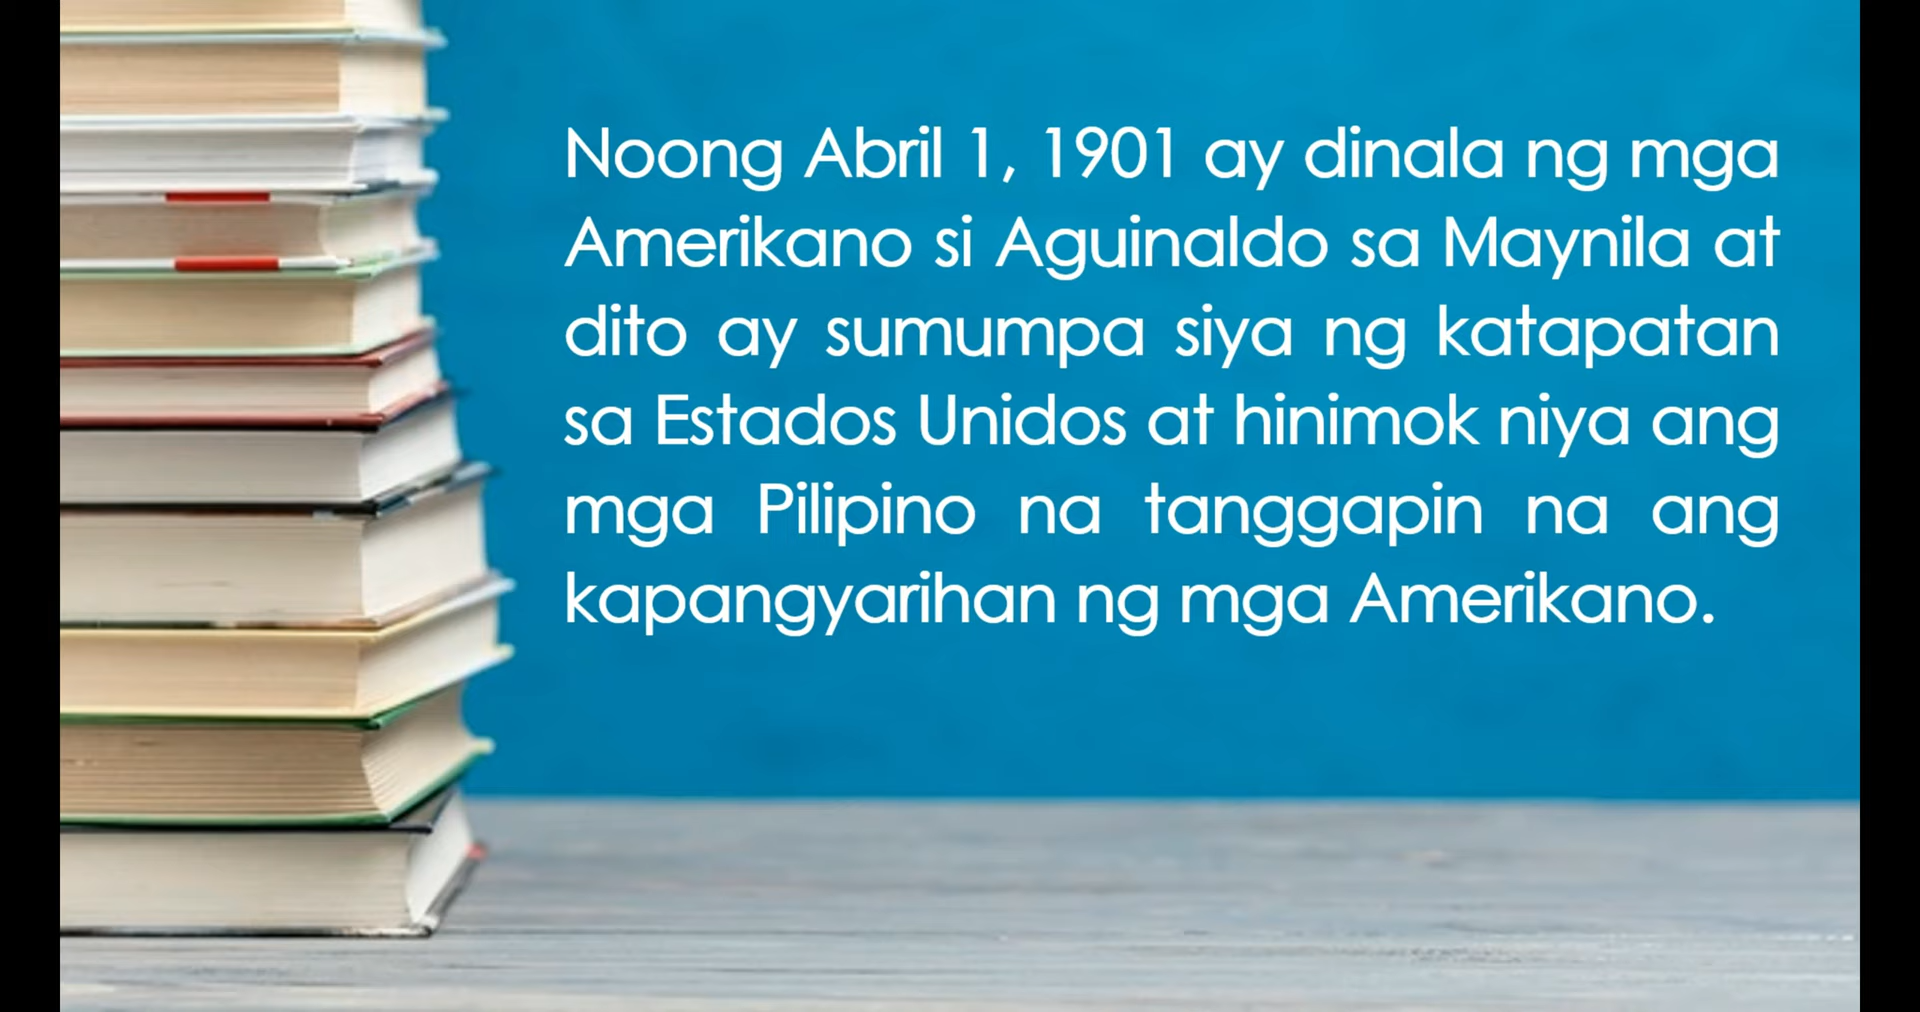 Noong Abril 1, 1901 ay dinala ng mga
Amerikano si Aguinaldo sa Maynila at
dito ay sumumpa siya ng katapatan
sa Estados Unidos at hinimok niya ang
mga Pilipino na tanggapin na ang
kapangyarihan ng mga Amerikano.